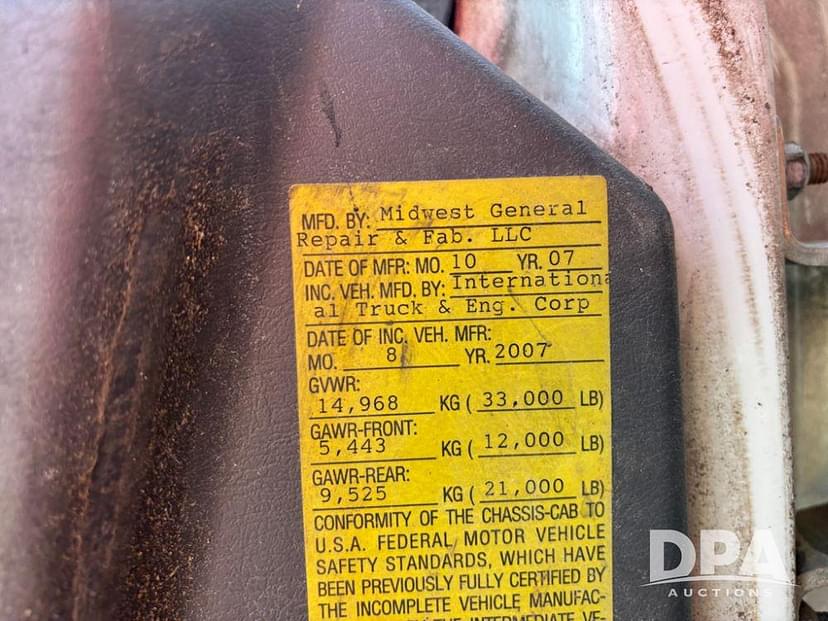 MFD. BY: Midwest General
Repair & Fab. LLC
DATE OF MFR: MO. 10 YR. 07
INC. VEH. MFD. BY: Internation
al Truck & Eng. Corp
DATE OF INC. VEH. MFR:
MO. 8 YR. 2007
GVWR:
14,968 KG ( 33,000 LB)
GAWR-FRONT:
5,443 KG ( 12,000 LB)
GAWR-REAR:
9,525 KG ( 21,000 LB)
CONFORMITY OF THE CHASSIS-CAB TO
U.S.A. FEDERAL MOTOR VEHICLE
SAFETY STANDARDS, WHICH HAVE
BEEN PREVIOUSLY FULLY CERTIFIED BY
THE INCOMPLETE VEHICLE MANUFAC-
THE INTERMEDIATE VE-
DPA
AUCTIONS